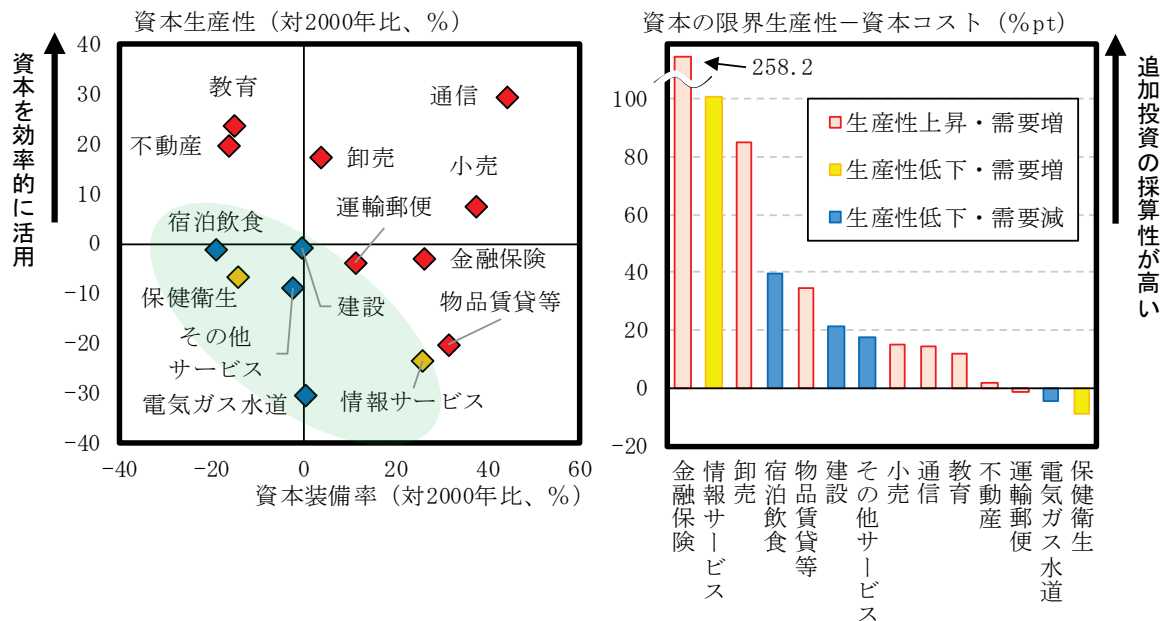 資本生産性（対2000年比、%）
資本を効率的に活用
40
30
20
10
0
-10
-20
-30
-40
教育
通信
不動産
卸売
小売
運輸郵便
宿泊飲食
金融保険
保健衛生
建設
物品賃貸等
その他
サービス
電気ガス水道
情報サービス
-40
-20
0
20
40
60
資本装備率（対2000年比、%）
資本の限界生産性－資本コスト（%pt）
追加投資の採算性が高い
258.2
100
80
60
40
20
0
-20
生産性上昇・需要増
生産性低下・需要増
生産性低下・需要減
金融保険
情報サービス
卸売
宿泊飲食
物品賃貸等
建設
その他サービス
小売
通信
教育
不動産
運輸郵便
電気ガス水道
保健衛生